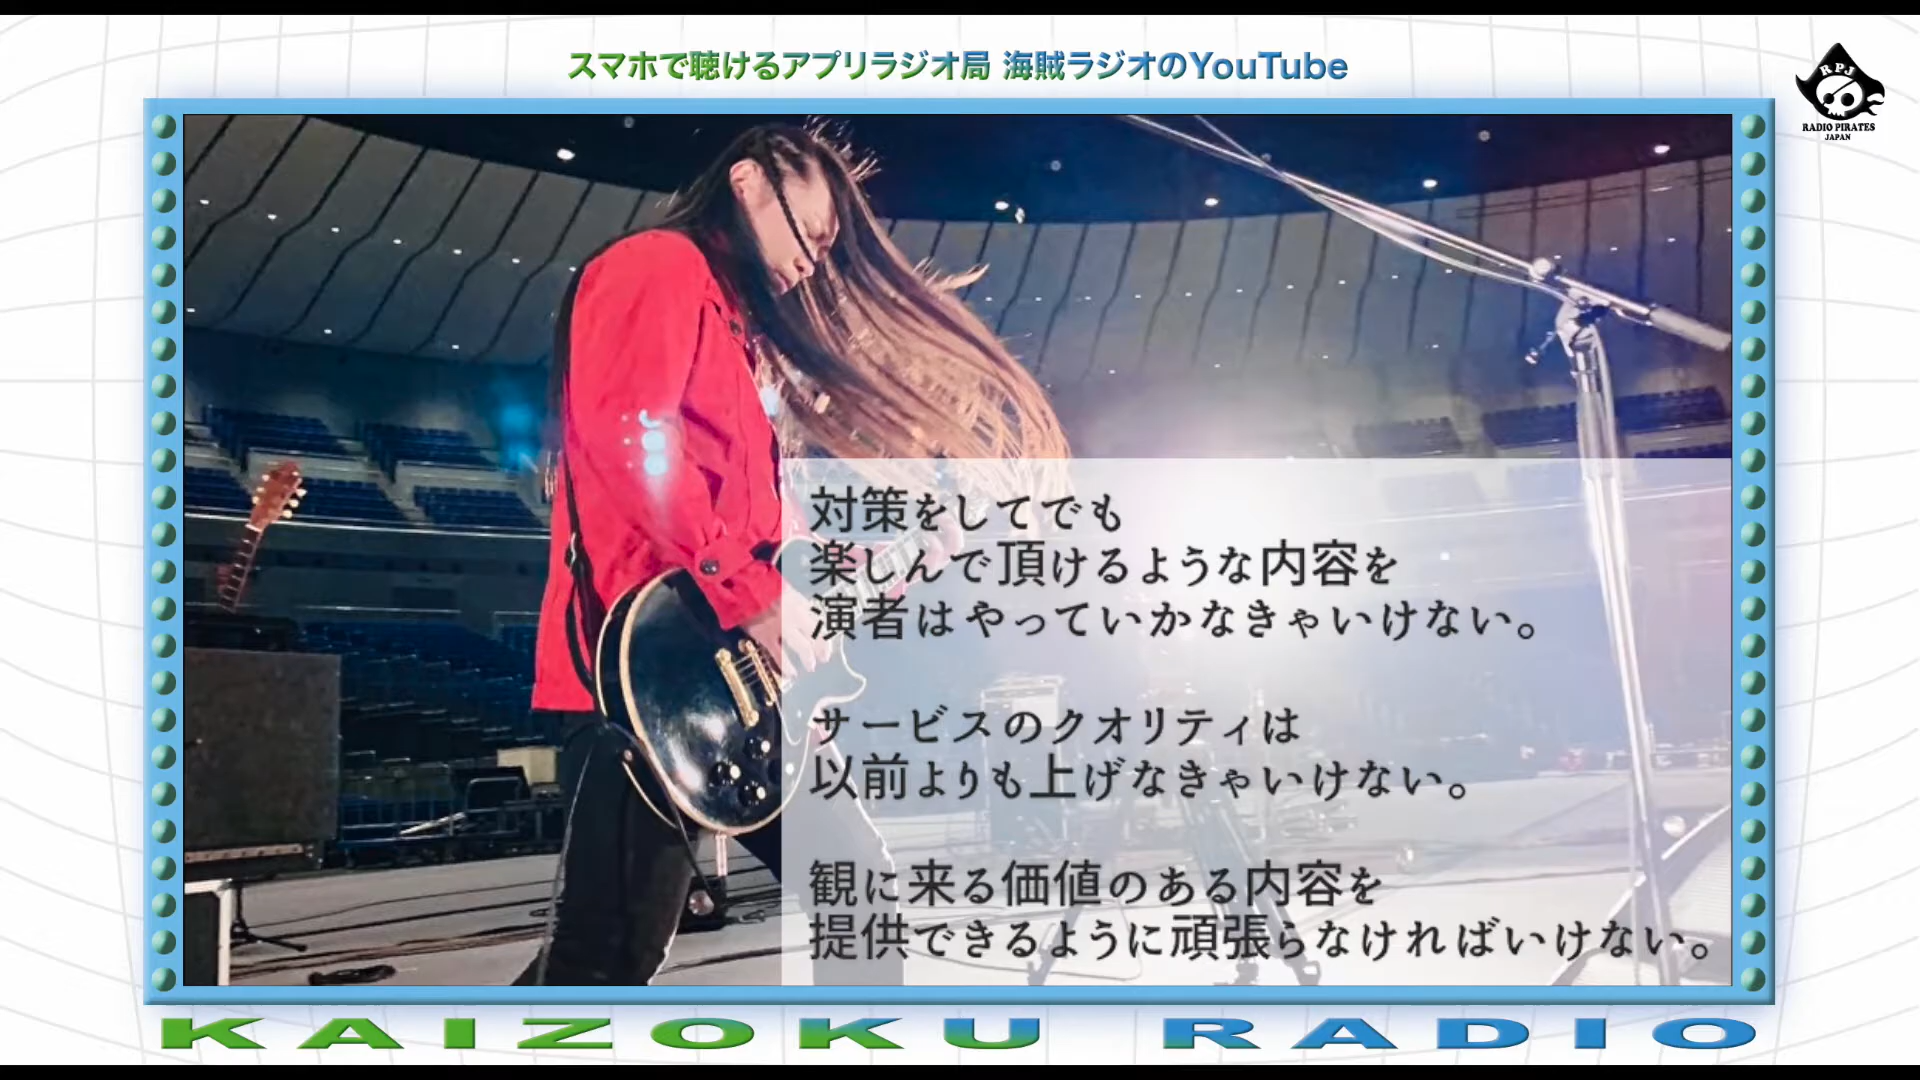 スマホで聴けるアプリラジオ局 海賊ラジオのYouTube
RPJ
RADIO PIRATES
JAPAN
対策をしてでも
楽しんで頂けるような内容を
演者はやっていかなきゃいけない。
サービスのクオリティは
以前よりも上げなきゃいけない。
観に来る価値のある内容を
提供できるように頑張らなければいけない。
KAIZOKU RADIO